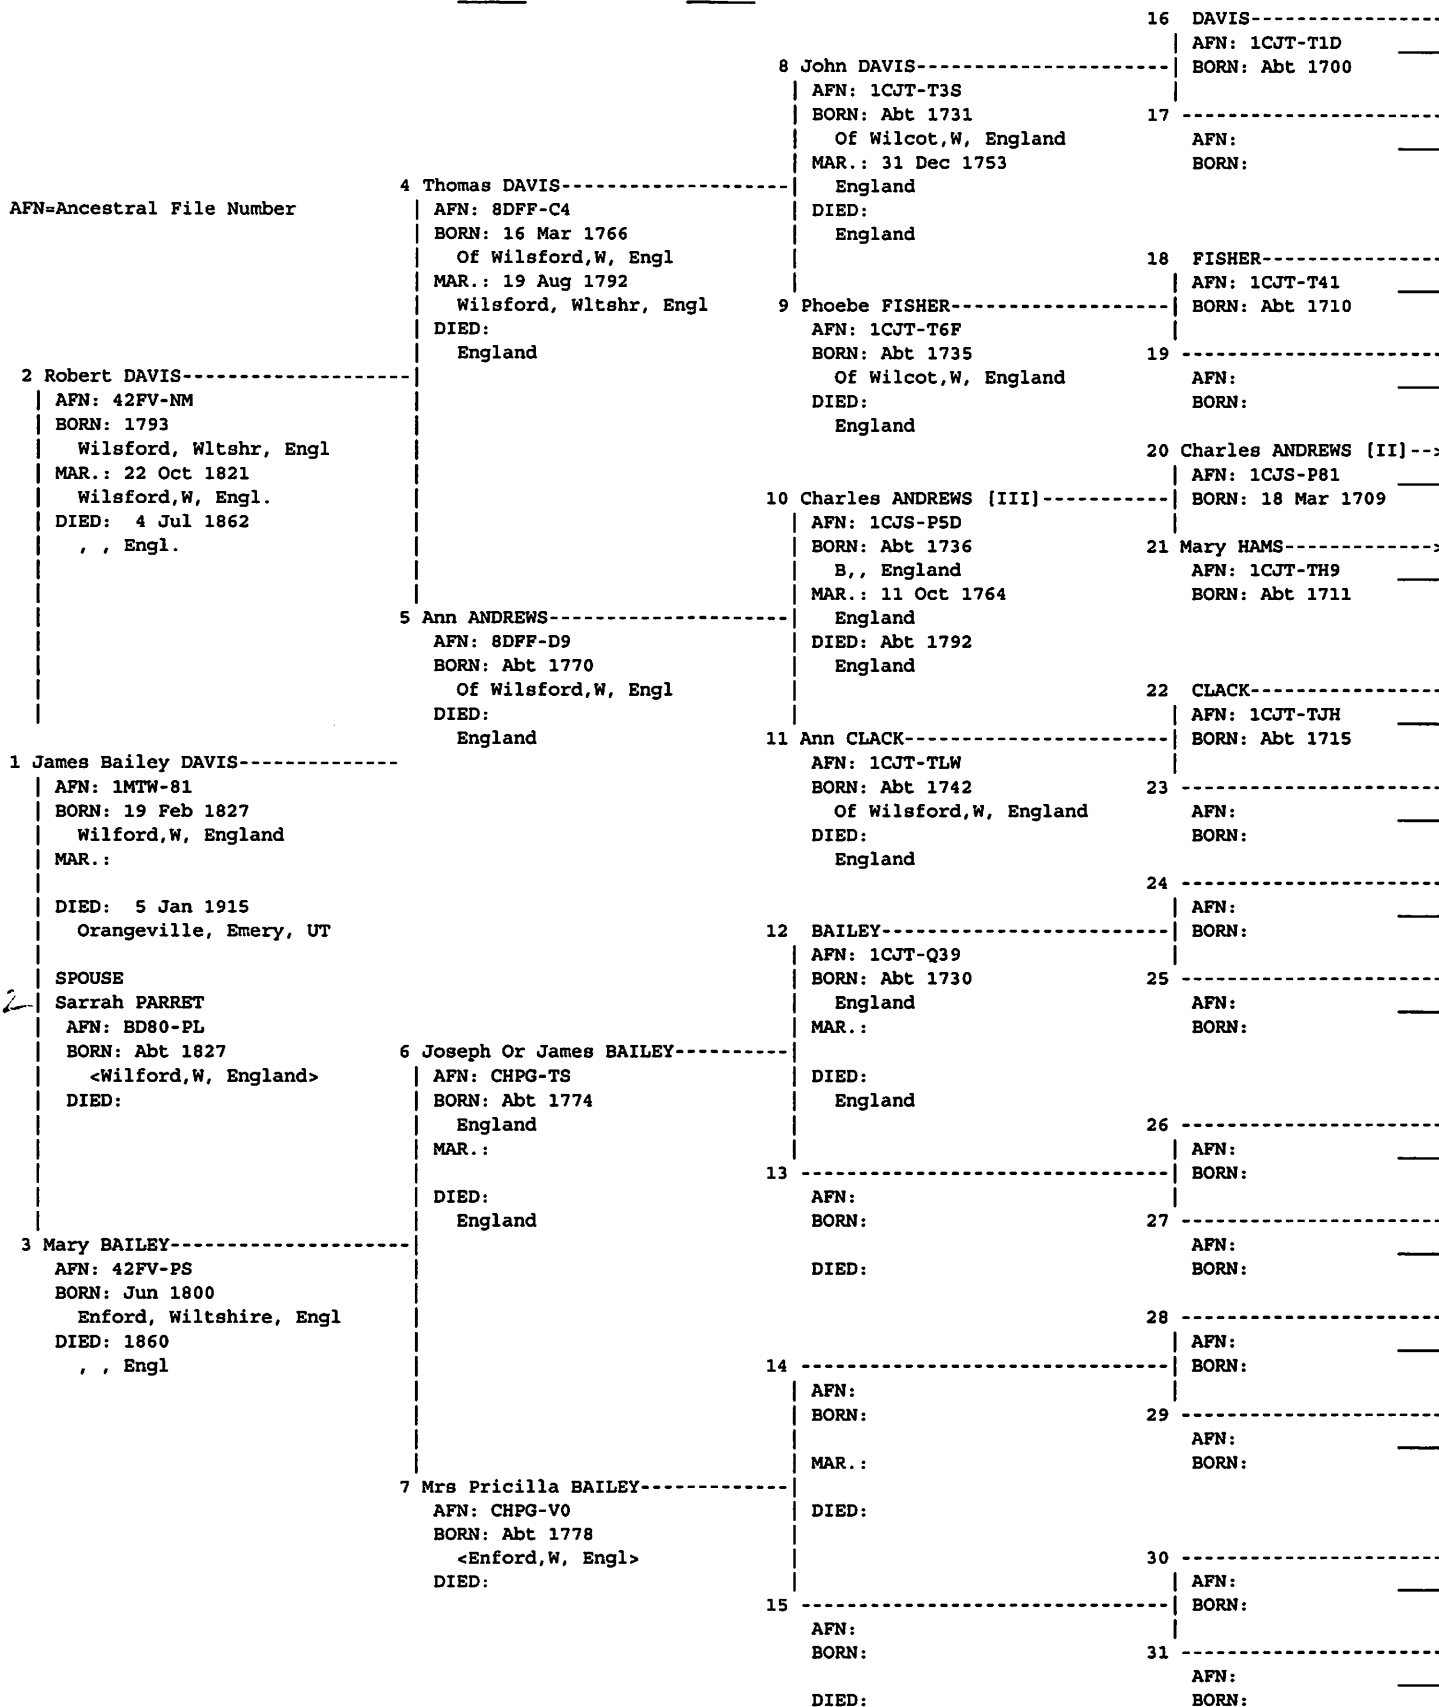 AFN=Ancestral File Number
1 James Bailey DAVIS--------------
AFN: 1MTW-81
BORN: 19 Feb 1827
Wilford,W, England
MAR.:
DIED:  5 Jan 1915
Orangeville, Emery, UT
SPOUSE
2
Sarrah PARRET
AFN: BD80-PL
BORN: Abt 1827
<Wilford,W, England>
DIED:
2 Robert DAVIS--------------------
AFN: 42FV-NM
BORN: 1793
Wilsford, Wltshr, Engl
MAR.: 22 Oct 1821
Wilsford,W, Engl.
DIED:  4 Jul 1862
, , Engl.
3 Mary BAILEY---------------------
AFN: 42FV-PS
BORN: Jun 1800
Enford, Wiltshire, Engl
DIED: 1860
, , Engl
4 Thomas DAVIS--------------------
AFN: 8DFF-C4
BORN: 16 Mar 1766
Of Wilsford,W, Engl
MAR.: 19 Aug 1792
Wilsford, Wltshr, Engl
DIED:
England
5 Ann ANDREWS---------------------
AFN: 8DFF-D9
BORN: Abt 1770
Of Wilsford,W, Engl
DIED:
England
6 Joseph Or James BAILEY----------
AFN: CHPG-TS
BORN: Abt 1774
England
MAR.:
DIED:
England
7 Mrs Pricilla BAILEY-------------
AFN: CHPG-V0
BORN: Abt 1778
<Enford,W, Engl>
DIED:
8 John DAVIS----------------------
AFN: 1CJT-T3S
BORN: Abt 1731
Of Wilcot,W, England
MAR.: 31 Dec 1753
England
DIED:
England
9 Phoebe FISHER-------------------
AFN: 1CJT-T6F
BORN: Abt 1735
Of Wilcot,W, England
DIED:
England
10 Charles ANDREWS [III]-----------
AFN: 1CJS-P5D
BORN: Abt 1736
B,, England
MAR.: 11 Oct 1764
England
DIED: Abt 1792
England
11 Ann CLACK-----------------------
AFN: 1CJT-TLW
BORN: Abt 1742
Of Wilsford,W, England
DIED:
England
12  BAILEY-------------------------
AFN: 1CJT-Q39
BORN: Abt 1730
England
MAR.:
DIED:
England
13 --------------------------------
AFN:
BORN:
DIED:
14 --------------------------------
AFN:
BORN:
MAR.:
DIED:
15 --------------------------------
AFN:
BORN:
DIED:
16  DAVIS-----------------
AFN: 1CJT-T1D
BORN: Abt 1700
17 -----------------------
AFN:
BORN:
18  FISHER----------------
AFN: 1CJT-T41
BORN: Abt 1710
19 -----------------------
AFN:
BORN:
20 Charles ANDREWS [II]-->
AFN: 1CJS-P81
BORN: 18 Mar 1709
21 Mary HAMS------------->
AFN: 1CJT-TH9
BORN: Abt 1711
22  CLACK-----------------
AFN: 1CJT-TJH
BORN: Abt 1715
23 -----------------------
AFN:
BORN:
24 -----------------------
AFN:
BORN:
25 -----------------------
AFN:
BORN:
26 -----------------------
AFN:
BORN:
27 -----------------------
AFN:
BORN:
28 -----------------------
AFN:
BORN:
29 -----------------------
AFN:
BORN:
30 -----------------------
AFN:
BORN:
31 -----------------------
AFN:
BORN: